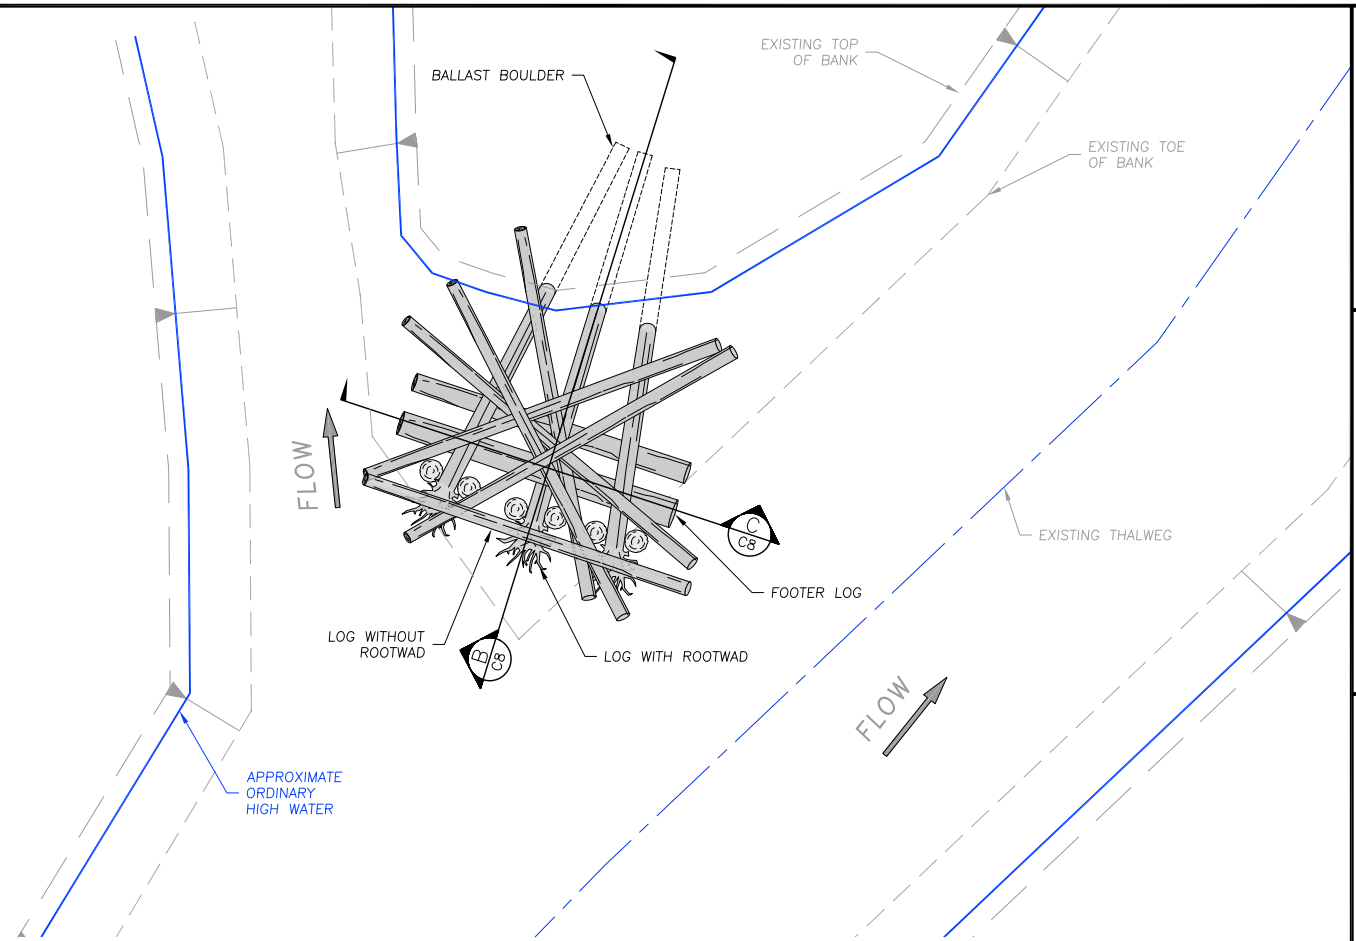 EXISTING TOP
OF BANK
BALLAST BOULDER
EXISTING TOE
OF BANK
FLOW
C
C8
EXISTING THALWEG
FOOTER LOG
LOG WITHOUT
ROOTWAD
B
C8
LOG WITH ROOTWAD
FLOW
APPROXIMATE
ORDINARY
HIGH WATER